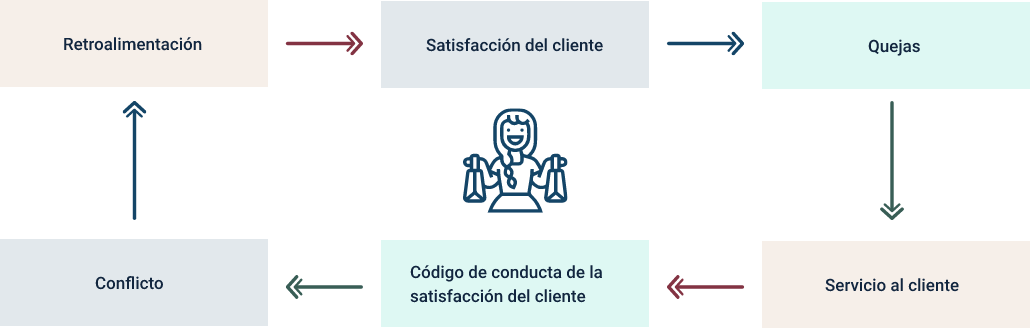 Retroalimentación
Satisfacción del cliente
Quejas
Conflicto
Código de conducta de la
satisfacción del cliente
Servicio al cliente